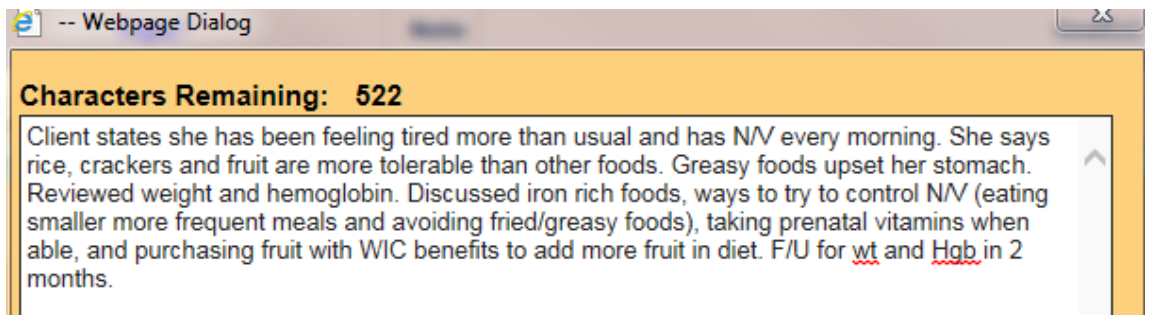 -- Webpage Dialog
Characters Remaining: 522
Client states she has been feeling tired more than usual and has N/V every morning. She says
rice, crackers and fruit are more tolerable than other foods. Greasy foods upset her stomach.
Reviewed weight and hemoglobin. Discussed iron rich foods, ways to try to control N/V (eating
smaller more frequent meals and avoiding fried/greasy foods), taking prenatal vitamins when
able, and purchasing fruit with WIC benefits to add more fruit in diet. F/U for wt and Hgb in 2
months.